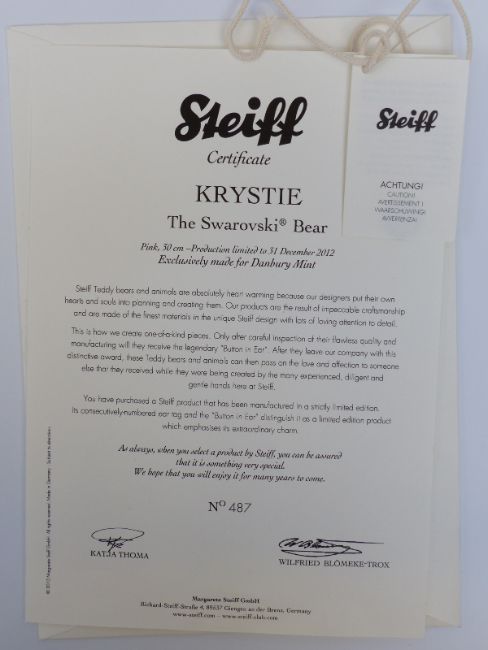 Steiff
Certificate
KRYSTIE
The Swarovski® Bear
Pink, 30 cm –Production limited to 31 December 2012
Exclusively made for Danbury Mint
Steiff Teddy bears and animals are absolutely heart warming because our designers put their own
hearts and souls into planning and creating them. Our products are the result of impeccable craftsmanship
and are made of the finest materials in the unique Steiff design with lots of loving attention to detail.
This is how we create one-of-a-kind pieces. Only after careful inspection of their flawless quality and
manufacturing will they receive the legendary "Button in Ear". After they leave our company with this
distinctive award, these Teddy bears and animals can then pass on the love and affection to someone
else that they received while they were being created by the many experienced, diligent and
gentle hands here at Steiff.
You have purchased a Steiff product that has been manufactured in a strictly limited edition.
Its consecutively-numbered ear tag and the "Button in Ear" distinguish it as a limited edition product
which emphasises its extraordinary charm.
As always, when you select a product by Steiff, you can be assured
that it is something very special.
We hope that you will enjoy it for many years to come.
Nº 487
KATJA THOMA
WILFRIED BLÖMEKE-TROX
Margarete Steiff GmbH
Richard-Steiff-Straße 4, 89537 Giengen an der Brenz, Germany
www.steiff.com – www.steiff-club.com
Steiff
ACHTUNG!
CAUTION!
AVERTISSEMENT!
WAARSCHUWING!
AVVERTENZA!